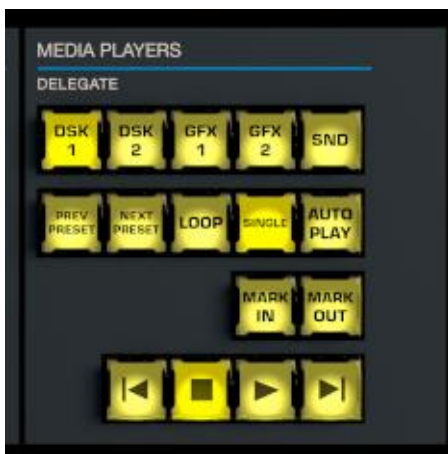 MEDIA PLAYERS
DELEGATE
DSK 1
DSK 2
GFX 1
GFX 2
SND
PREV PRESET
NEXT PRESET
LOOP
SINGLE
AUTO PLAY
MARK IN
MARK OUT